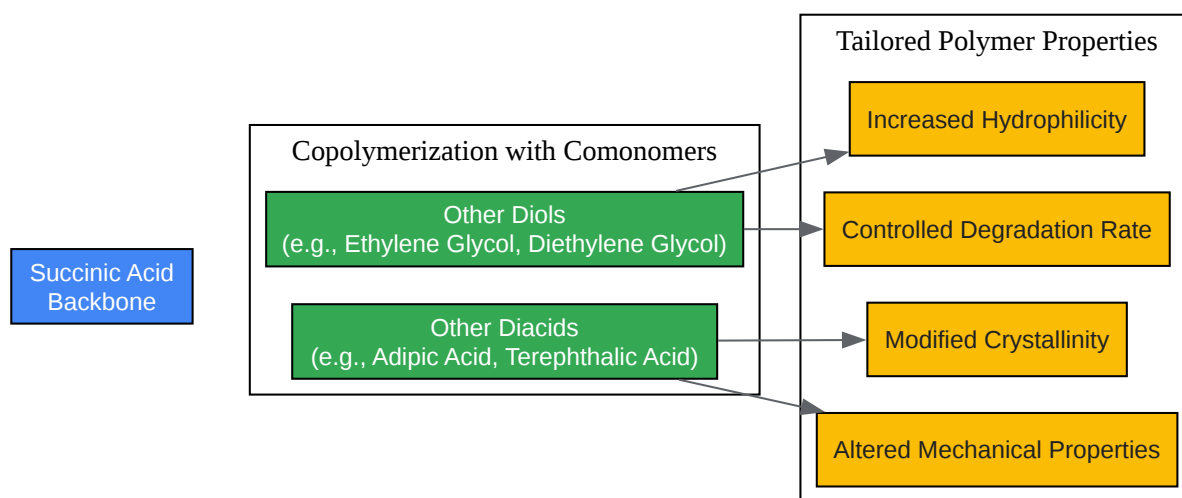 Succinic Acid
Backbone
Copolymerization with Comonomers
Other Diols
(e.g., Ethylene Glycol, Diethylene Glycol)
Other Diacids
(e.g., Adipic Acid, Terephthalic Acid)
Tailored Polymer Properties
Increased Hydrophilicity
Controlled Degradation Rate
Modified Crystallinity
Altered Mechanical Properties